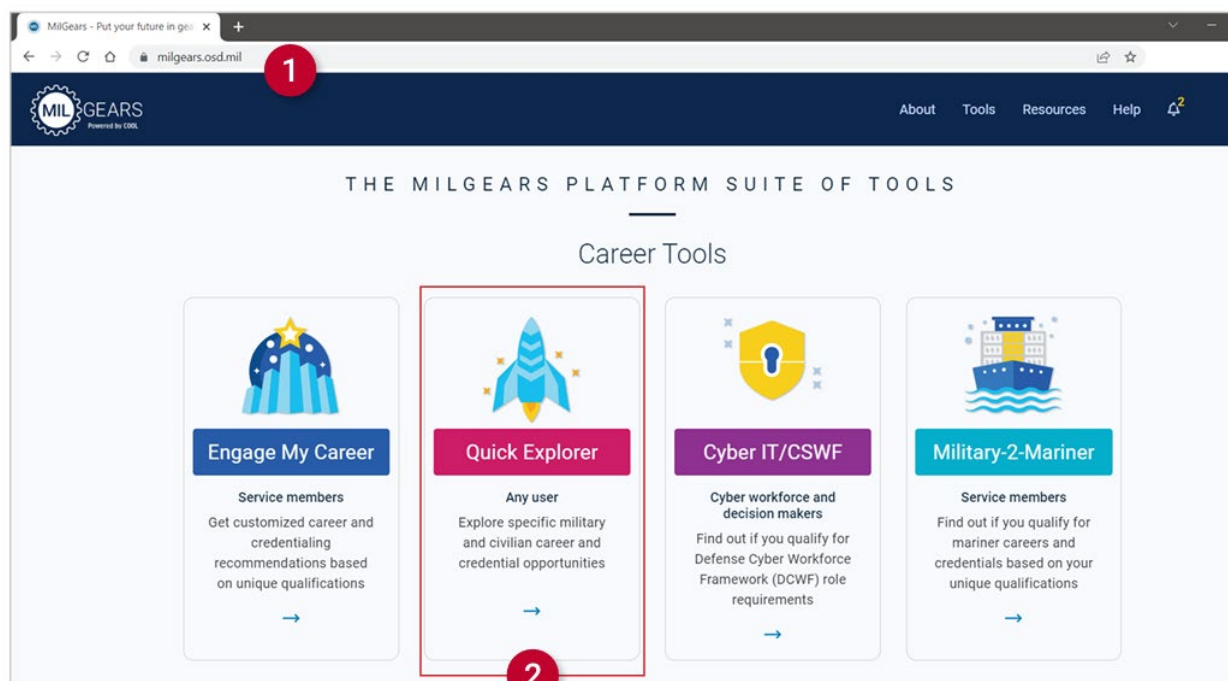 MilGears - Put your future in gea
milgears.osd.mil
1
MIL GEARS
Powered by COOL
About Tools Resources Help 2
THE MILGEARS PLATFORM SUITE OF TOOLS
Career Tools
Engage My Career
Service members
Get customized career and
credentialing
recommendations based
on unique qualifications
Quick Explorer
Any user
Explore specific military
and civilian career and
credential opportunities
2
Cyber IT/CSWF
Cyber workforce and
decision makers
Find out if you qualify for
Defense Cyber Workforce
Framework (DCWF) role
requirements
Military-2-Mariner
Service members
Find out if you qualify for
mariner careers and
credentials based on your
unique qualifications